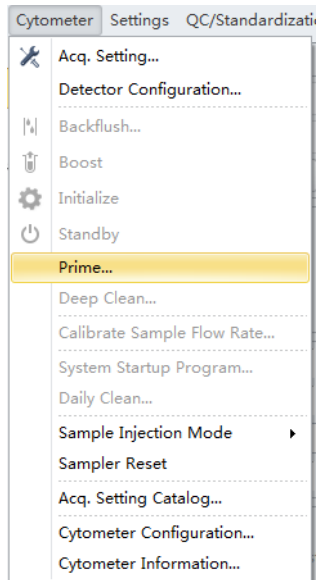 Cytometer Settings QC/Standardizati
Acq. Setting...
Detector Configuration...
Backflush...
Boost
Initialize
Standby
Prime...
Deep Clean...
Calibrate Sample Flow Rate...
System Startup Program...
Daily Clean...
Sample Injection Mode
Sampler Reset
Acq. Setting Catalog...
Cytometer Configuration...
Cytometer Information...